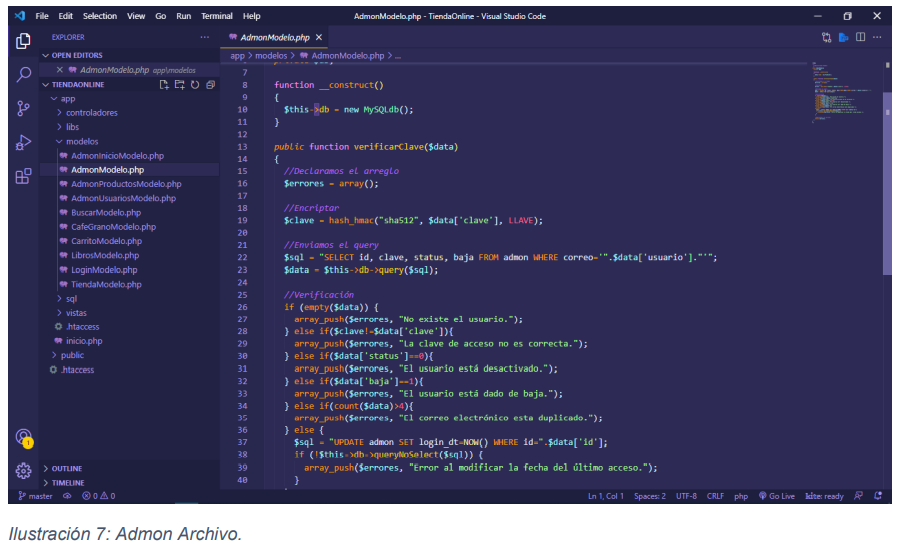 File Edit Selection View Go Run Terminal Help AdmonModelo.php - TiendaOnline - Visual Studio Code
EXPLORER
OPEN EDITORS
AdmonModelo.php app\modelos
TIENDAONLINE
app
controladores
libs
modelos
AdmonInicioModelo.php
AdmonModelo.php
AdmonProductosModelo.php
AdmonUsuariosModelo.php
BuscarModelo.php
CafeGranoModelo.php
CarritoModelo.php
LibrosModelo.php
LoginModelo.php
TiendaModelo.php
sql
vistas
.htaccess
inicio.php
public
.htaccess
OUTLINE
TIMELINE
AdmonModelo.php
app > modelos > AdmonModelo.php > ...
7
8 function __construct()
9 {
10 $this->db = new MySQLdb();
11 }
12
13 public function verificarClave($data)
14 {
15 //Declaramos el arreglo
16 $errores = array();
17
18 //Encriptar
19 $clave = hash_hmac("sha512", $data['clave'], LLAVE);
20
21 //Enviamos el query
22 $sql = "SELECT id, clave, status, baja FROM admon WHERE correo='".$data['usuario']."'";
23 $data = $this->db->query($sql);
24
25 //Verificación
26 if (empty($data)) {
27 array_push($errores, "No existe el usuario.");
28 } else if($clave!=$data['clave']){
29 array_push($errores, "La clave de acceso no es correcta.");
30 } else if($data['status']==0){
31 array_push($errores, "El usuario está desactivado.");
32 } else if($data['baja']==1){
33 array_push($errores, "El usuario está dado de baja.");
34 } else if(count($data)>4){
35 array_push($errores, "El correo electrónico esta duplicado.");
36 } else {
37 $sql = "UPDATE admon SET login_dt=NOW() WHERE id=".$data['id'];
38 if (!$this->db->queryNoSelect($sql)) {
39 array_push($errores, "Error al modificar la fecha del último acceso.");
40 }
1
master 0 0 Ln 1, Col 1 Spaces: 2 UTF-8 CRLF php Go Live kite: ready
Ilustración 7: Admon Archivo.